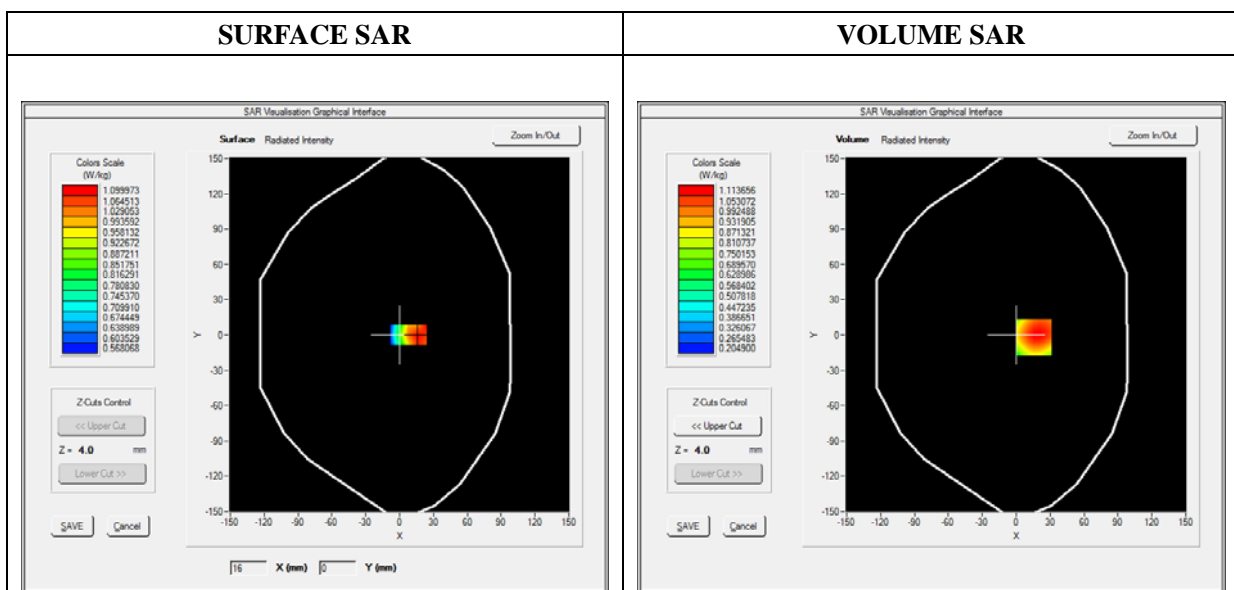 SURFACE SAR
VOLUME SAR
SAR Visualisation Graphical Interface
Surface Radiated Intensity
Zoom In/Out
Colors Scale
(W/kg)
1.099973
1.064513
1.029053
0.993592
0.958132
0.922672
0.887211
0.851751
0.816291
0.780830
0.745370
0.709910
0.674449
0.638989
0.603529
0.568068
Z-Cuts Control
<< Upper Cut
Z = 4.0 mm
Lower Cut >>
SAVE Cancel
150
120
90
60
30
0
-30
-60
-90
-120
-150
Y
-150 -120 -90 -60 -30 0 30 60 90 120 150
X
16 X (mm) 0 Y (mm)
SAR Visualisation Graphical Interface
Volume Radiated Intensity
Zoom In/Out
Colors Scale
(W/kg)
1.113656
1.053072
0.992488
0.931905
0.871321
0.810737
0.750153
0.689570
0.628986
0.568402
0.507818
0.447235
0.386651
0.326067
0.265483
0.204900
Z-Cuts Control
<< Upper Cut
Z = 4.0 mm
Lower Cut >>
SAVE Cancel
150
120
90
60
30
0
-30
-60
-90
-120
-150
Y
-150 -120 -90 -60 -30 0 30 60 90 120 150
X